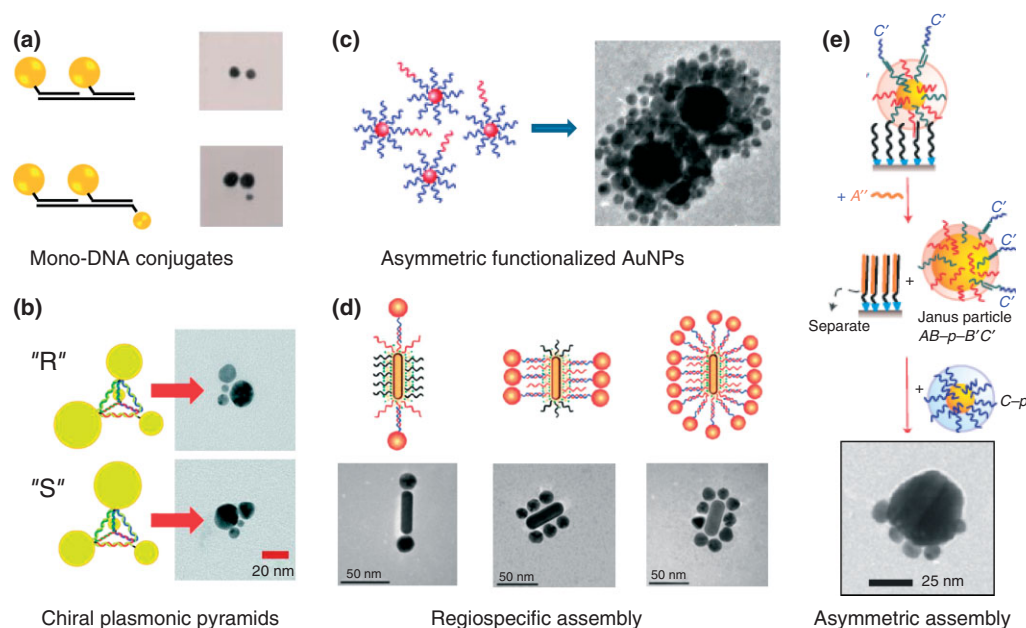 (a)
Mono-DNA conjugates
(b)
"R"
"S"
20 nm
Chiral plasmonic pyramids
(c)
Asymmetric functionalized AuNPs
(d)
50 nm
50 nm
50 nm
Regiospecific assembly
(e)
C'
C'
+ A''
C'
+
C'
C'
Separate
Janus particle
AB–p–B'C'
+
C–p
25 nm
Asymmetric assembly